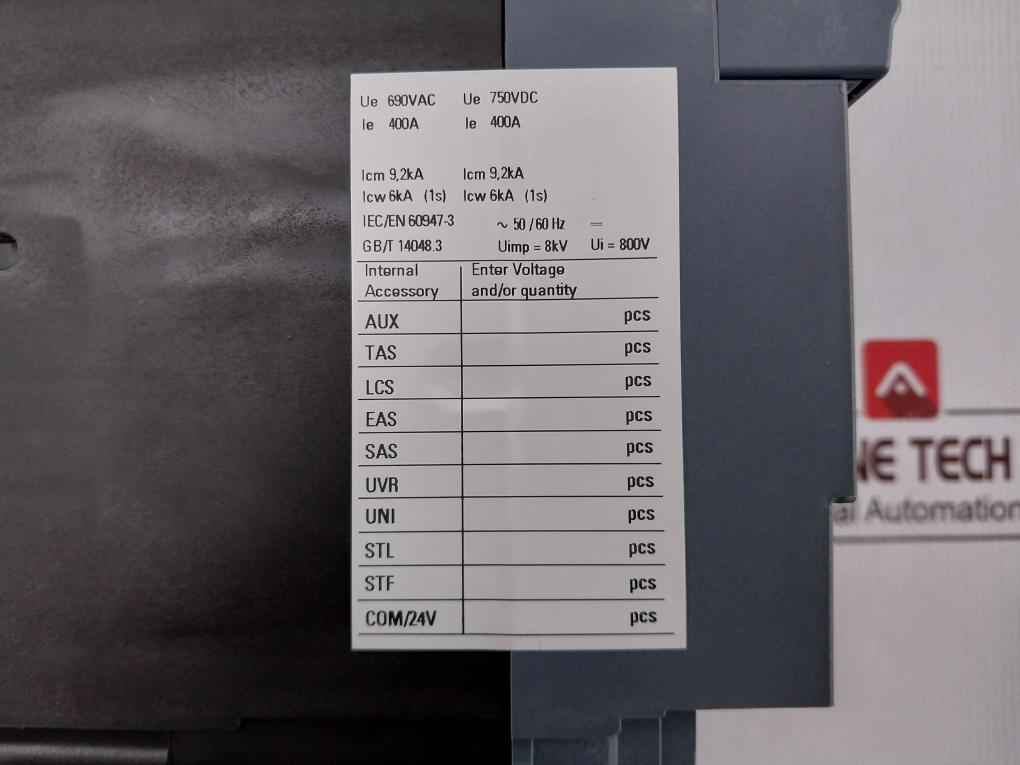 Ue 690VAC Ue 750VDC
Ie 400A Ie 400A
Icm 9,2kA Icm 9,2kA
Icw 6kA (1s) Icw 6kA (1s)
IEC/EN 60947-3 ~ 50/60 Hz ⎓
GB/T 14048.3 Uimp = 8kV Ui = 800V
Internal Enter Voltage
Accessory and/or quantity
AUX pcs
TAS pcs
LCS pcs
EAS pcs
SAS pcs
UVR pcs
UNI pcs
STL pcs
STF pcs
COM/24V pcs
NE TECH
al Automation